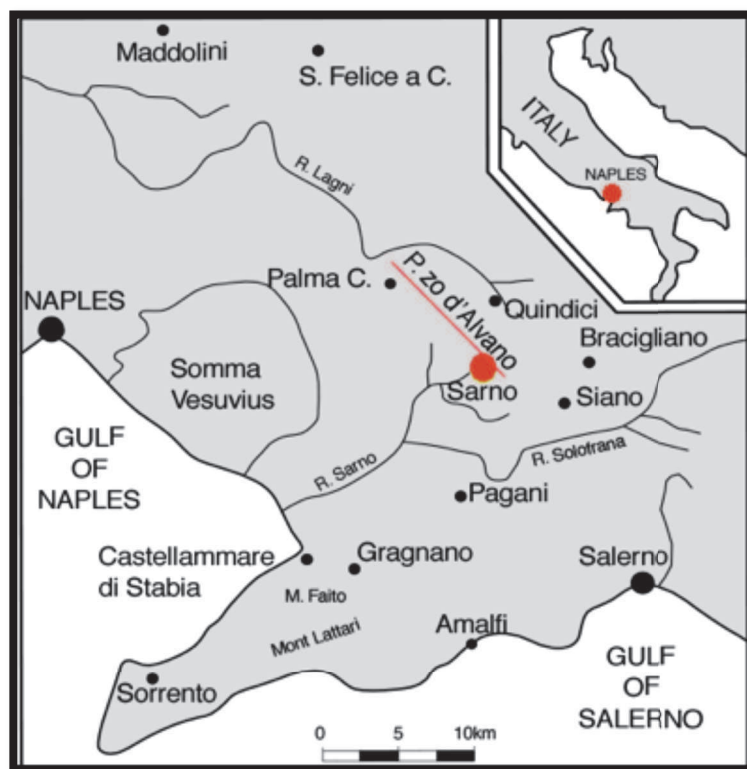 Maddolini
S. Felice a C.
ITALY
NAPLES
R. Lagni
Palma C.
P. zo d'Alvano
NAPLES
Quindici
Bracigliano
Somma
Vesuvius
Sarno
Siano
GULF
OF
NAPLES
R. Sarno
R. Solofrana
Pagani
Castellammare
di Stabia
Gragnano
Salerno
M. Faito
Mont Lattari
Amalfi
Sorrento
GULF
OF
SALERNO
0 5 10km